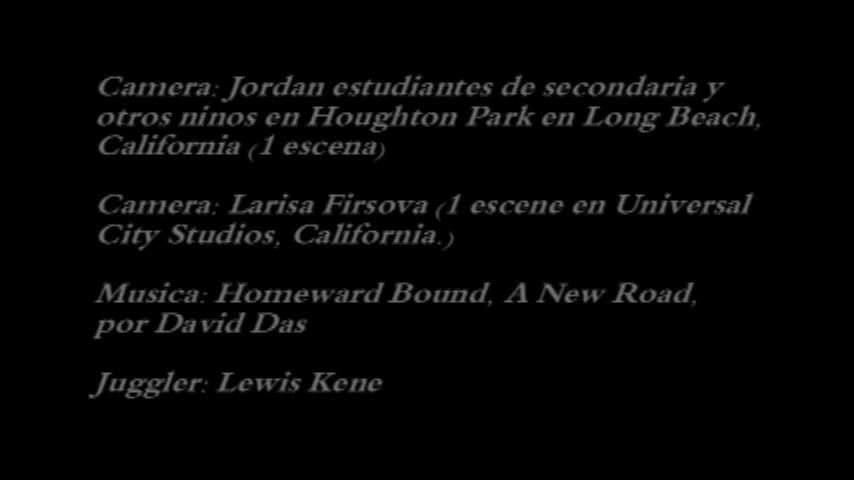 Camera: Jordan estudiantes de secondaria y
otros ninos en Houghton Park en Long Beach,
California (1 escena)
Camera: Larisa Firsova (1 escene en Universal
City Studios, California.)
Musica: Homeward Bound, A New Road,
por David Das
Juggler: Lewis Kene